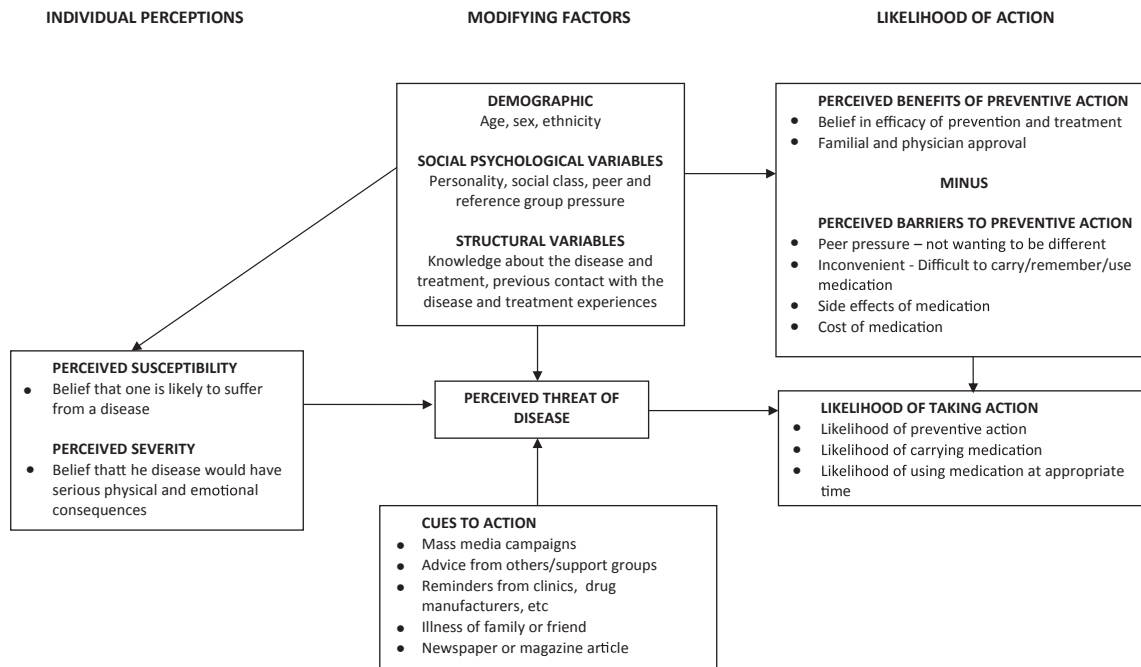 INDIVIDUAL PERCEPTIONS
MODIFYING FACTORS
LIKELIHOOD OF ACTION
DEMOGRAPHIC
Age, sex, ethnicity
SOCIAL PSYCHOLOGICAL VARIABLES
Personality, social class, peer and
reference group pressure
STRUCTURAL VARIABLES
Knowledge about the disease and
treatment, previous contact with the
disease and treatment experiences
PERCEIVED BENEFITS OF PREVENTIVE ACTION
● Belief in efficacy of prevention and treatment
● Familial and physician approval
MINUS
PERCEIVED BARRIERS TO PREVENTIVE ACTION
● Peer pressure – not wanting to be different
● Inconvenient - Difficult to carry/remember/use
medication
● Side effects of medication
● Cost of medication
PERCEIVED SUSCEPTIBILITY
● Belief that one is likely to suffer
from a disease
PERCEIVED SEVERITY
● Belief thatt he disease would have
serious physical and emotional
consequences
PERCEIVED THREAT OF
DISEASE
LIKELIHOOD OF TAKING ACTION
● Likelihood of preventive action
● Likelihood of carrying medication
● Likelihood of using medication at appropriate
time
CUES TO ACTION
● Mass media campaigns
● Advice from others/support groups
● Reminders from clinics, drug
manufacturers, etc
● Illness of family or friend
● Newspaper or magazine article